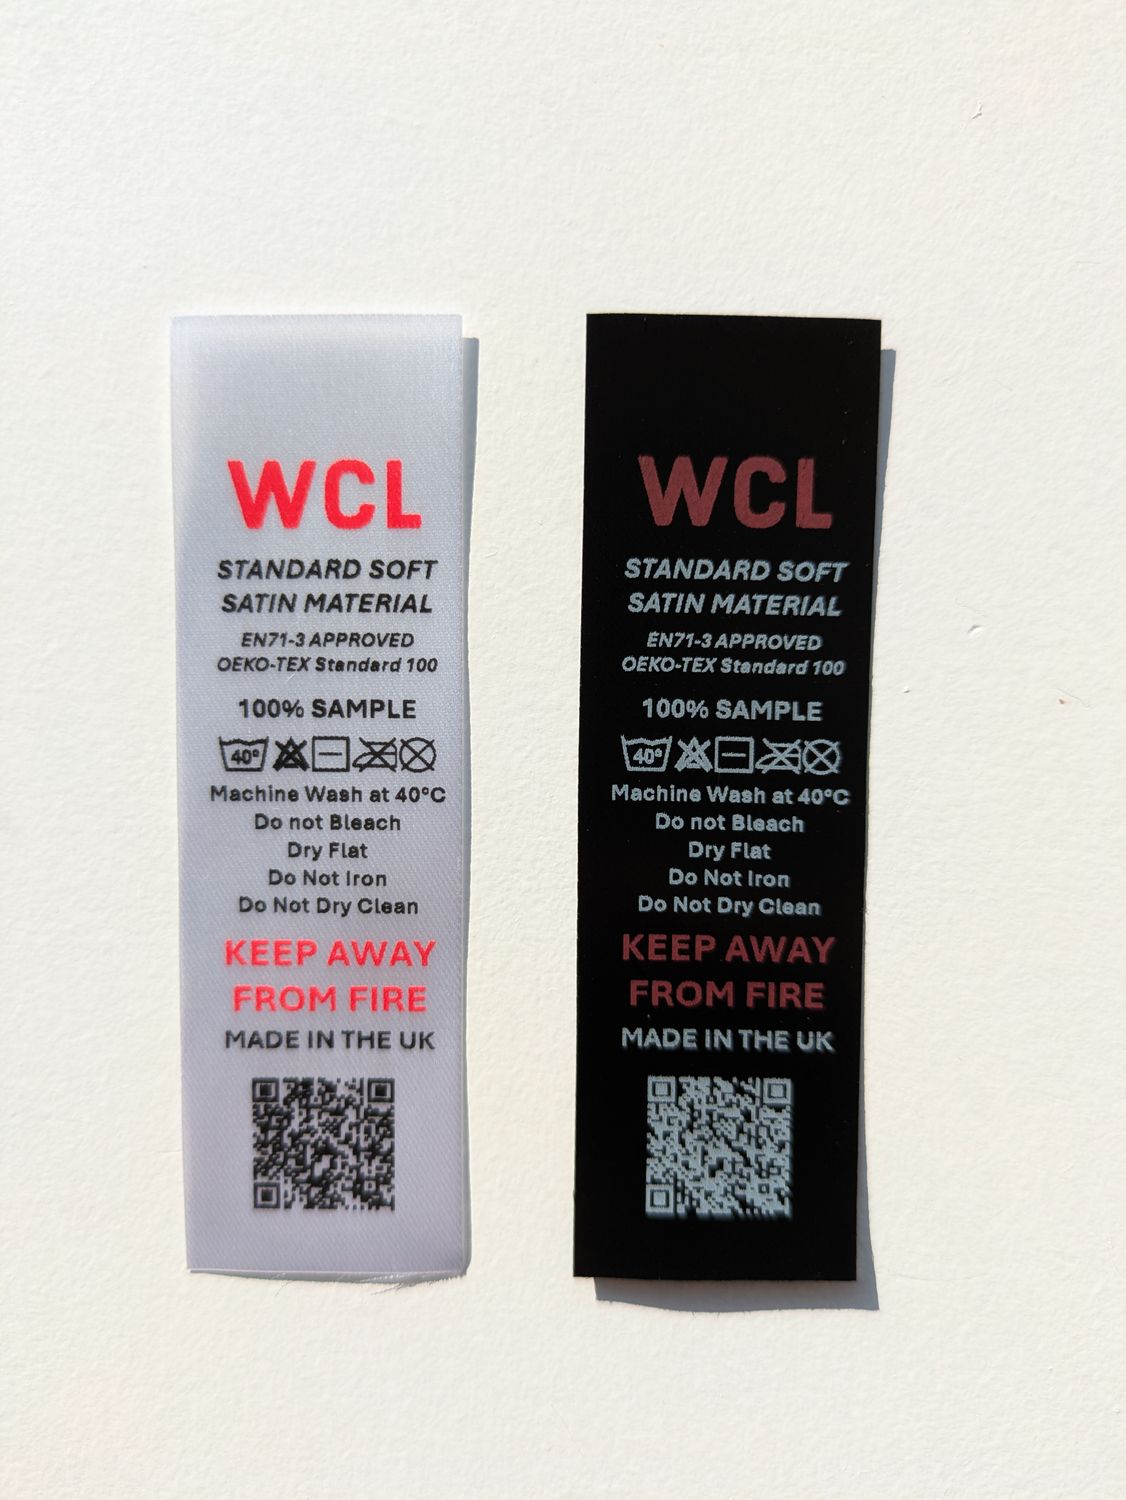 WCL
STANDARD SOFT
SATIN MATERIAL
EN71-3 APPROVED
OEKO-TEX Standard 100
100% SAMPLE
40°
Machine Wash at 40°C
Do not Bleach
Dry Flat
Do Not Iron
Do Not Dry Clean
KEEP AWAY
FROM FIRE
MADE IN THE UK
WCL
STANDARD SOFT
SATIN MATERIAL
EN71-3 APPROVED
OEKO-TEX Standard 100
100% SAMPLE
40°
Machine Wash at 40°C
Do not Bleach
Dry Flat
Do Not Iron
Do Not Dry Clean
KEEP AWAY
FROM FIRE
MADE IN THE UK